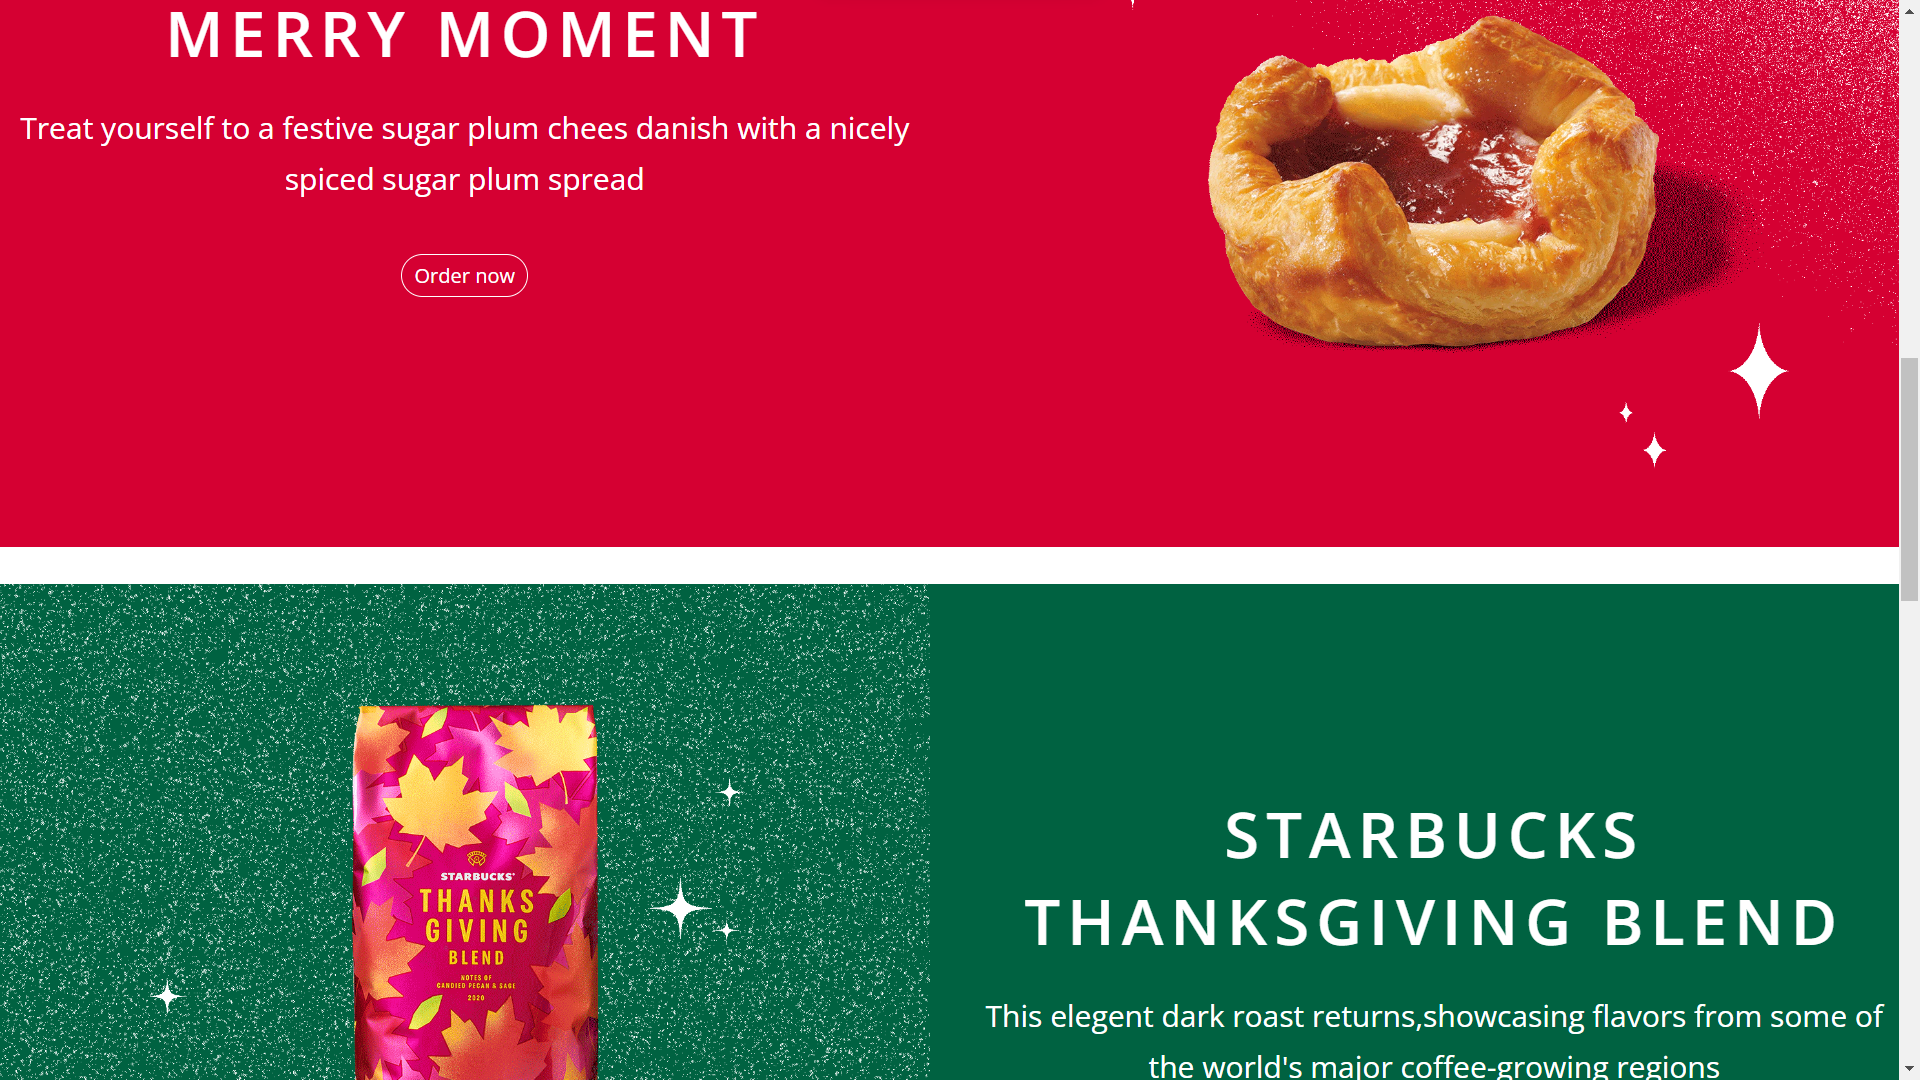 MERRY MOMENT
Treat yourself to a festive sugar plum chees danish with a nicely
spiced sugar plum spread
Order now
STARBUCKS®
THANKS
GIVING
BLEND
NOTES OF
CANDIED PECAN & SAGE
2020
STARBUCKS
THANKSGIVING BLEND
This elegent dark roast returns,showcasing flavors from some of
the world's major coffee-growing regions